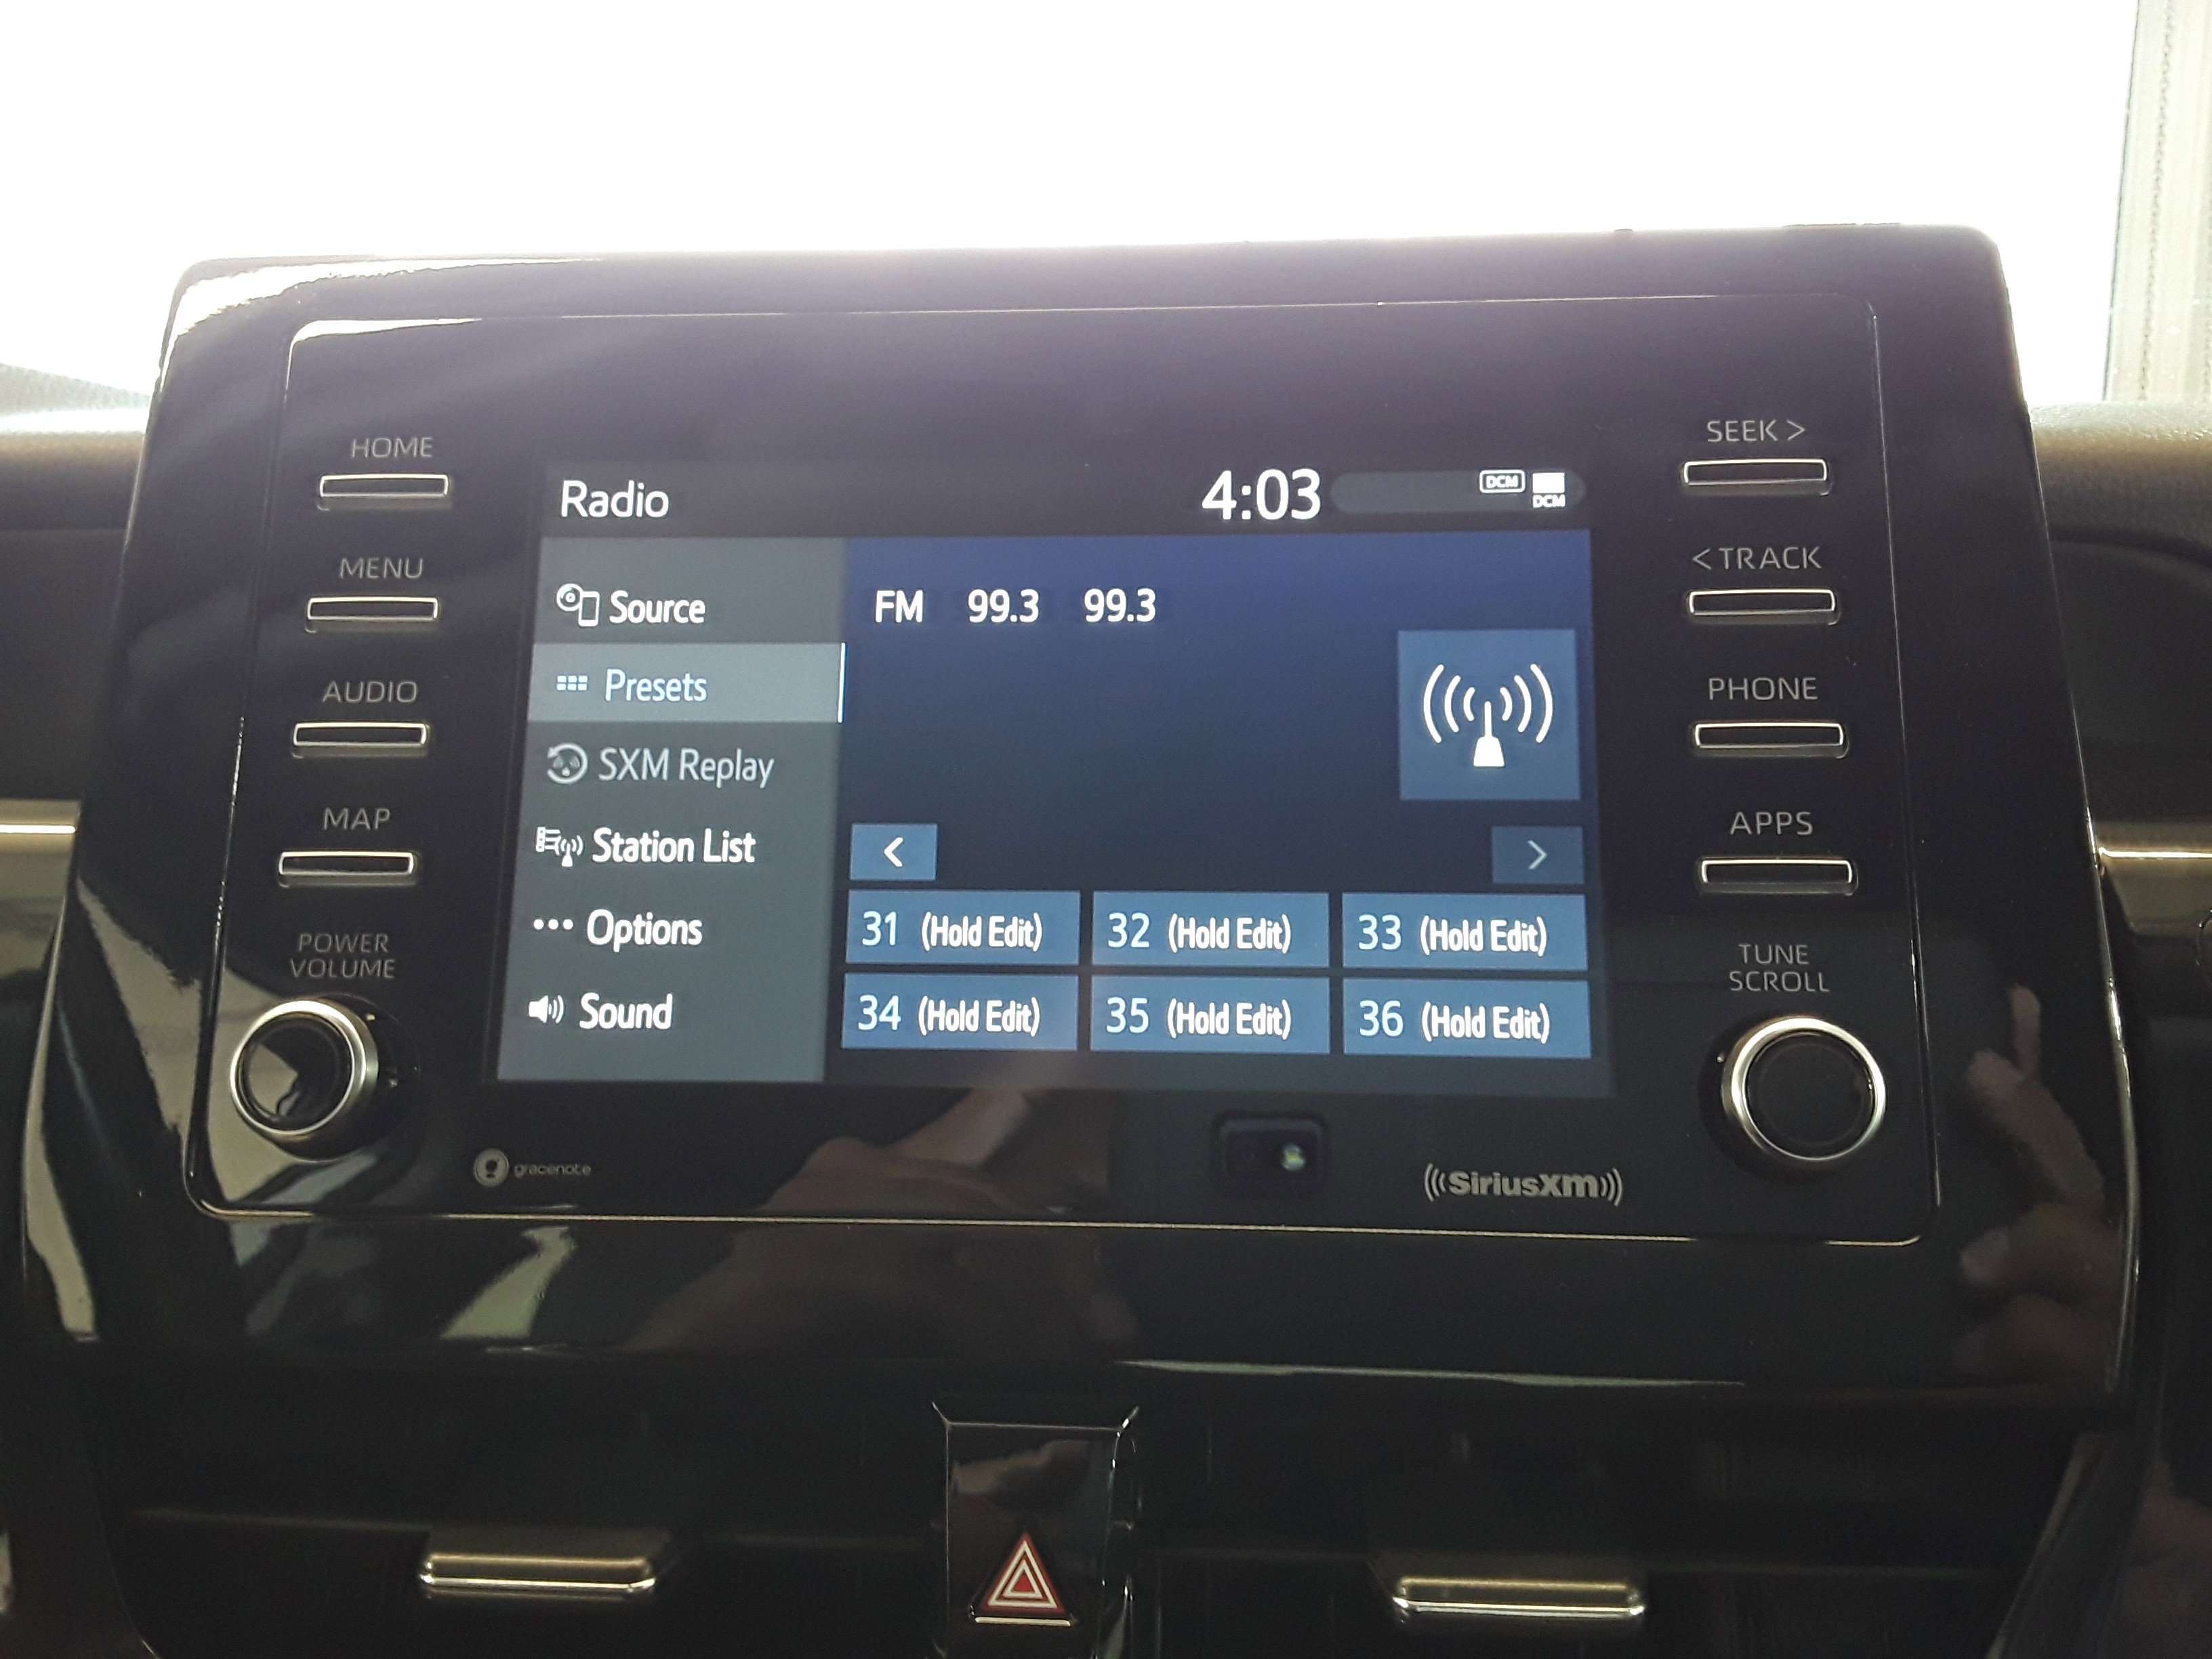 HOME
MENU
AUDIO
MAP
POWER
VOLUME
Radio
4:03
DCM
DCM
Source
Presets
SXM Replay
Station List
Options
Sound
FM 99.3 99.3
<
>
31 (Hold Edit) 32 (Hold Edit) 33 (Hold Edit)
34 (Hold Edit) 35 (Hold Edit) 36 (Hold Edit)
SEEK >
< TRACK
PHONE
APPS
TUNE
SCROLL
gracenote
((SiriusXM))